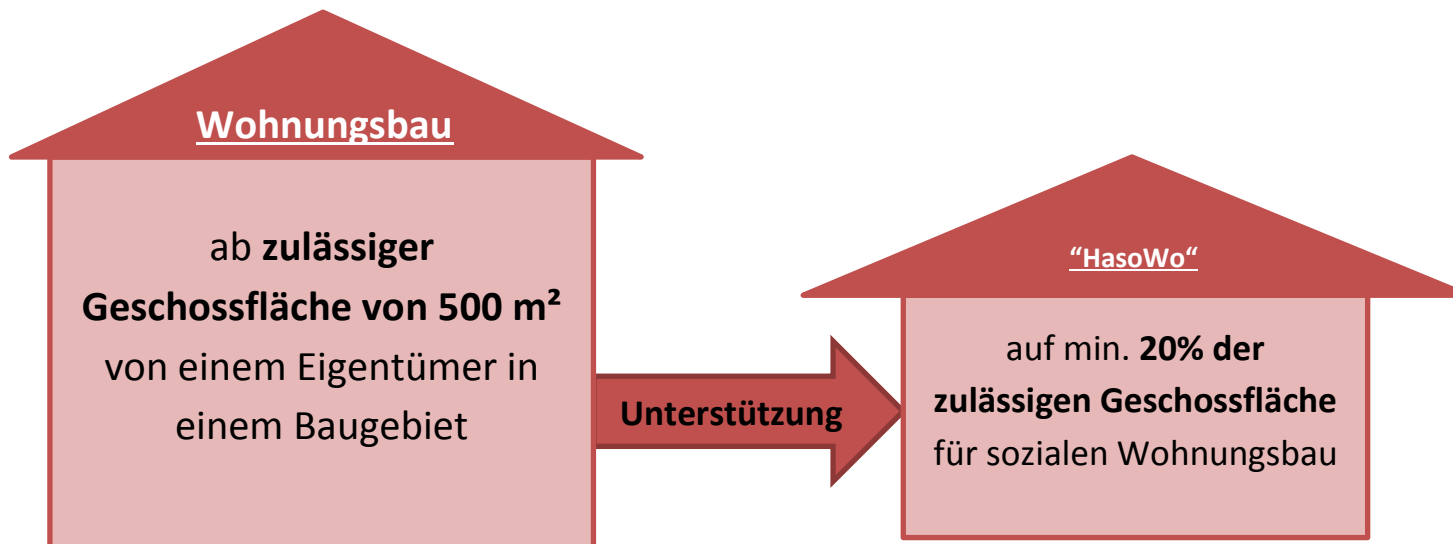 Wohnungsbau
ab zulässiger
Geschossfläche von 500 m²
von einem Eigentümer in
einem Baugebiet
Unterstützung
“HasoWo“
auf min. 20% der
zulässigen Geschossfläche
für sozialen Wohnungsbau